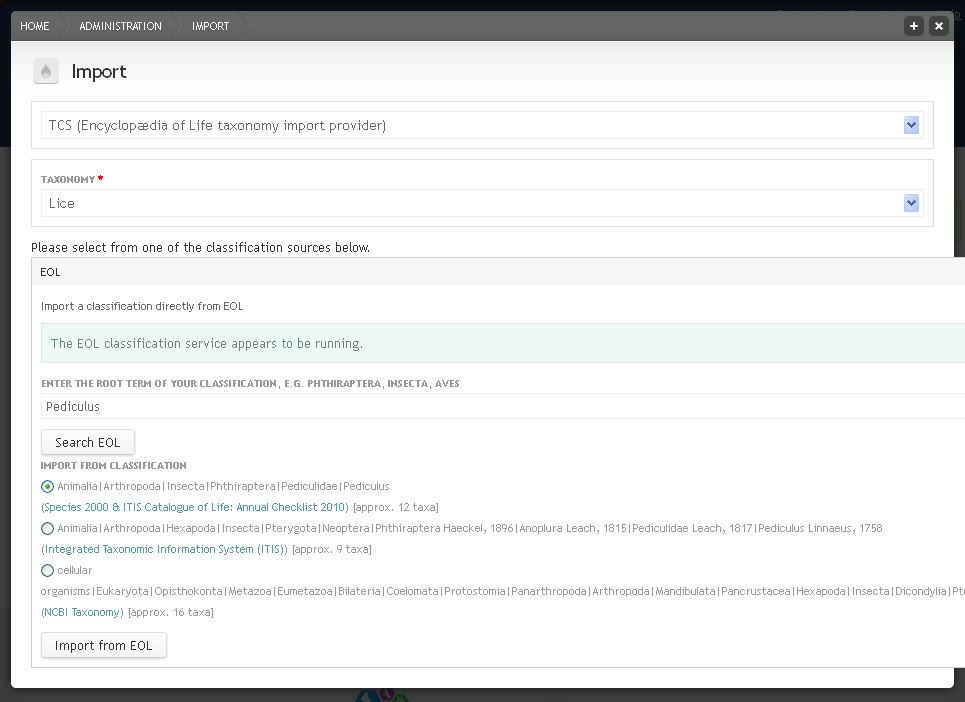 HOME ADMINISTRATION IMPORT
Import
TCS (Encyclopædia of Life taxonomy import provider)
TAXONOMY *
Lice
Please select from one of the classification sources below.
EOL
Import a classification directly from EOL
The EOL classification service appears to be running.
ENTER THE ROOT TERM OF YOUR CLASSIFICATION, E.G. PHTHIRAPTERA, INSECTA, AVES
Pediculus
Search EOL
IMPORT FROM CLASSIFICATION
Animalia|Arthropoda|Insecta|Phthiraptera|Pediculidae|Pediculus
(Species 2000 & ITIS Catalogue of Life: Annual Checklist 2010) [approx. 12 taxa]
Animalia|Arthropoda|Hexapoda|Insecta|Pterygota|Neoptera|Phthiraptera Haeckel, 1896|Anoplura Leach, 1815|Pediculidae Leach, 1817|Pediculus Linnaeus, 1758
(Integrated Taxonomic Information System (ITIS)) [approx. 9 taxa]
cellular
organisms|Eukaryota|Opisthokonta|Metazoa|Eumetazoa|Bilateria|Coelomata|Protostomia|Panarthropoda|Arthropoda|Mandibulata|Pancrustacea|Hexapoda|Insecta|Dicondylia|
(NCBI Taxonomy) [approx. 16 taxa]
Import from EOL